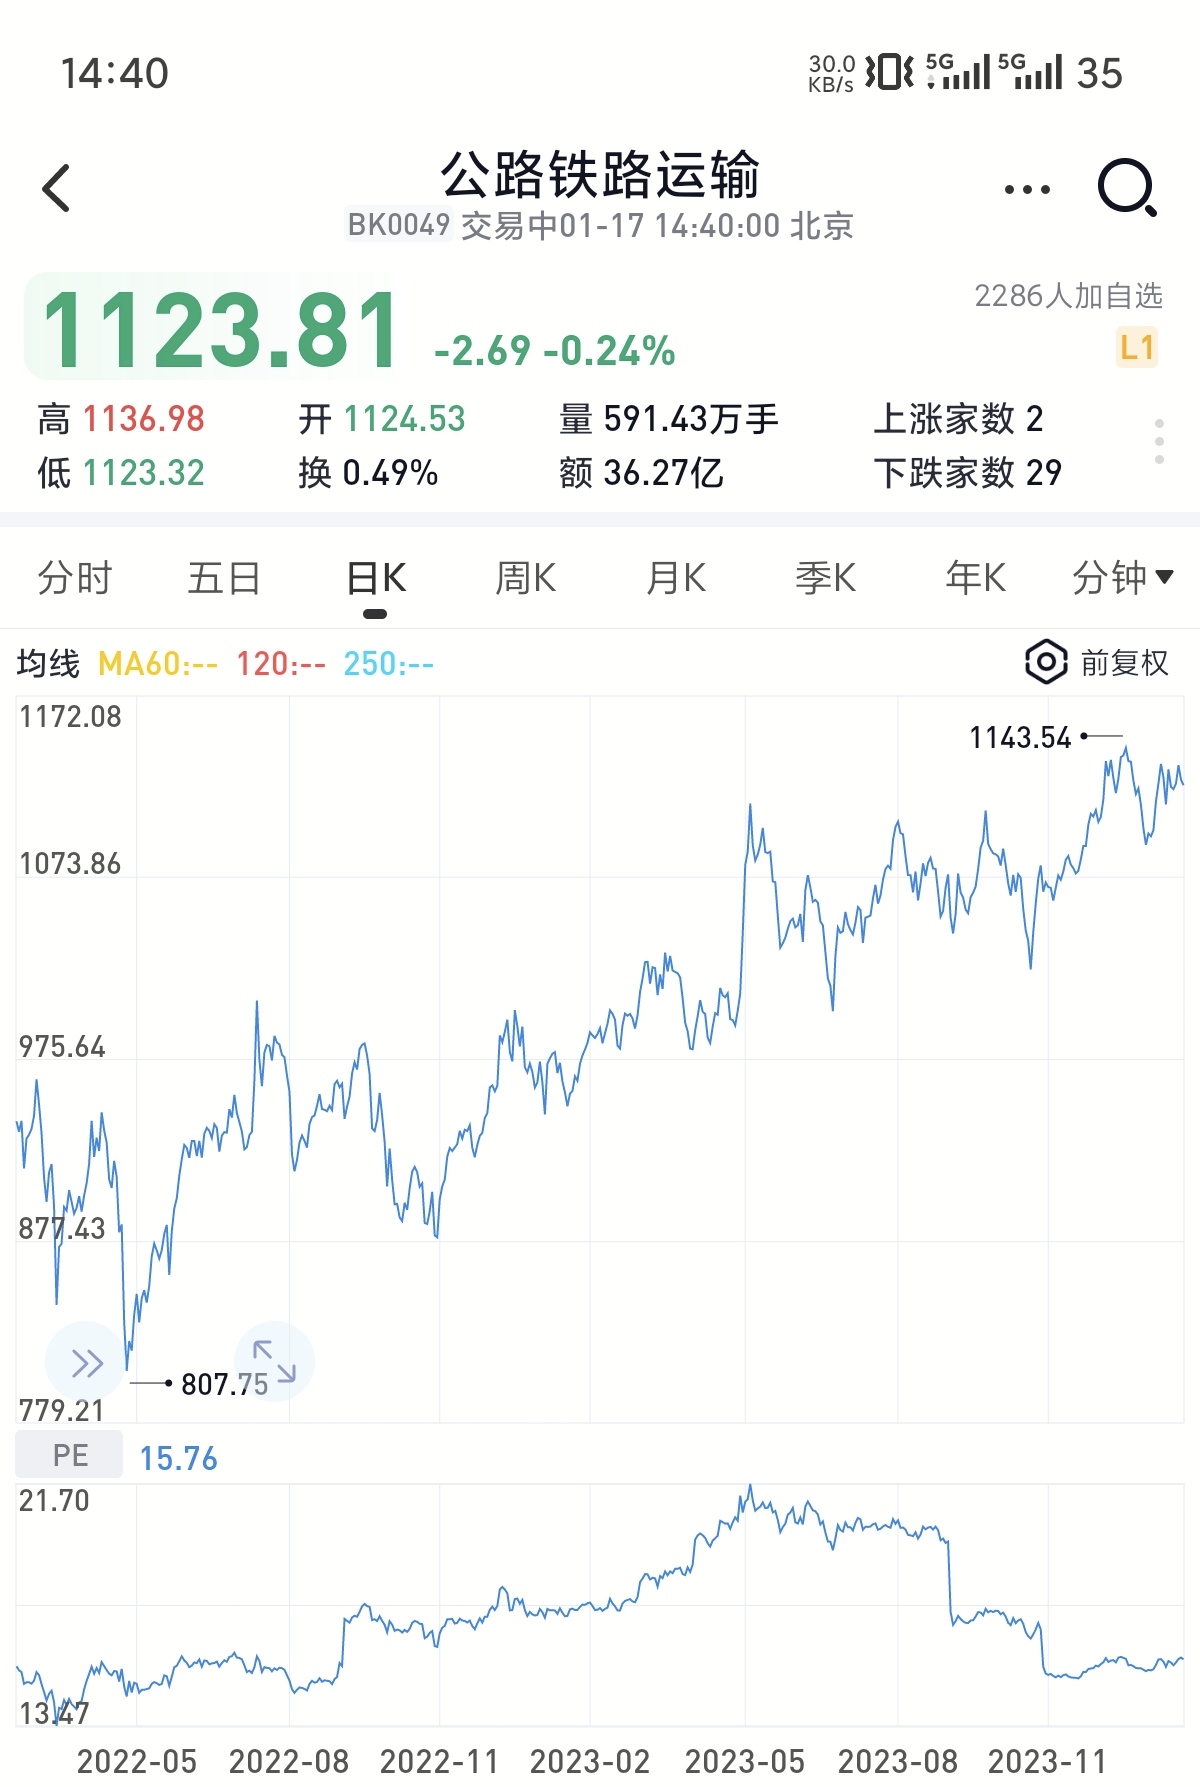 14:40 30.0 KB/s 5G 5G 35
公路铁路运输
BK0049 交易中01-17 14:40:00 北京
2286人加自选
1123.81 -2.69 -0.24%
L1
高 1136.98 开 1124.53 量 591.43万手 上涨家数 2
低 1123.32 换 0.49% 额 36.27亿 下跌家数 29
分时 五日 日K 周K 月K 季K 年K 分钟
均线 MA60:-- 120:-- 250:-- 前复权
1172.08
1143.54
1073.86
975.64
877.43
807.75
779.21
PE 15.76
21.70
13.47
2022-05 2022-08 2022-11 2023-02 2023-05 2023-08 2023-11